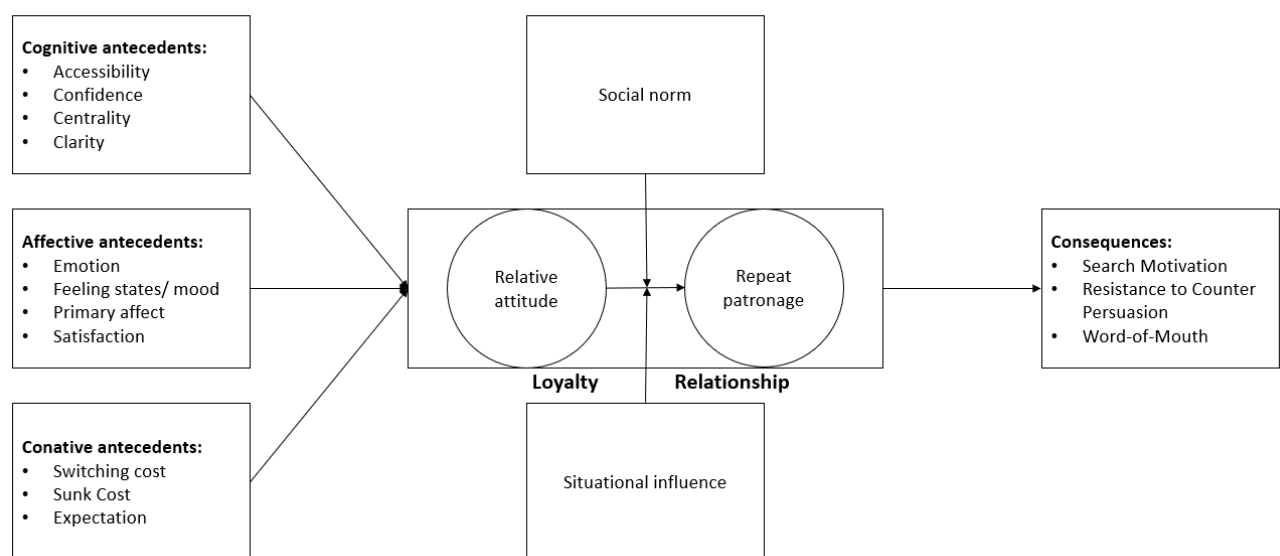 Cognitive antecedents:
• Accessibility
• Confidence
• Centrality
• Clarity
Affective antecedents:
• Emotion
• Feeling states/ mood
• Primary affect
• Satisfaction
Conative antecedents:
• Switching cost
• Sunk Cost
• Expectation
Social norm
Relative
attitude
Repeat
patronage
Loyalty Relationship
Situational influence
Consequences:
• Search Motivation
• Resistance to Counter
Persuasion
• Word-of-Mouth